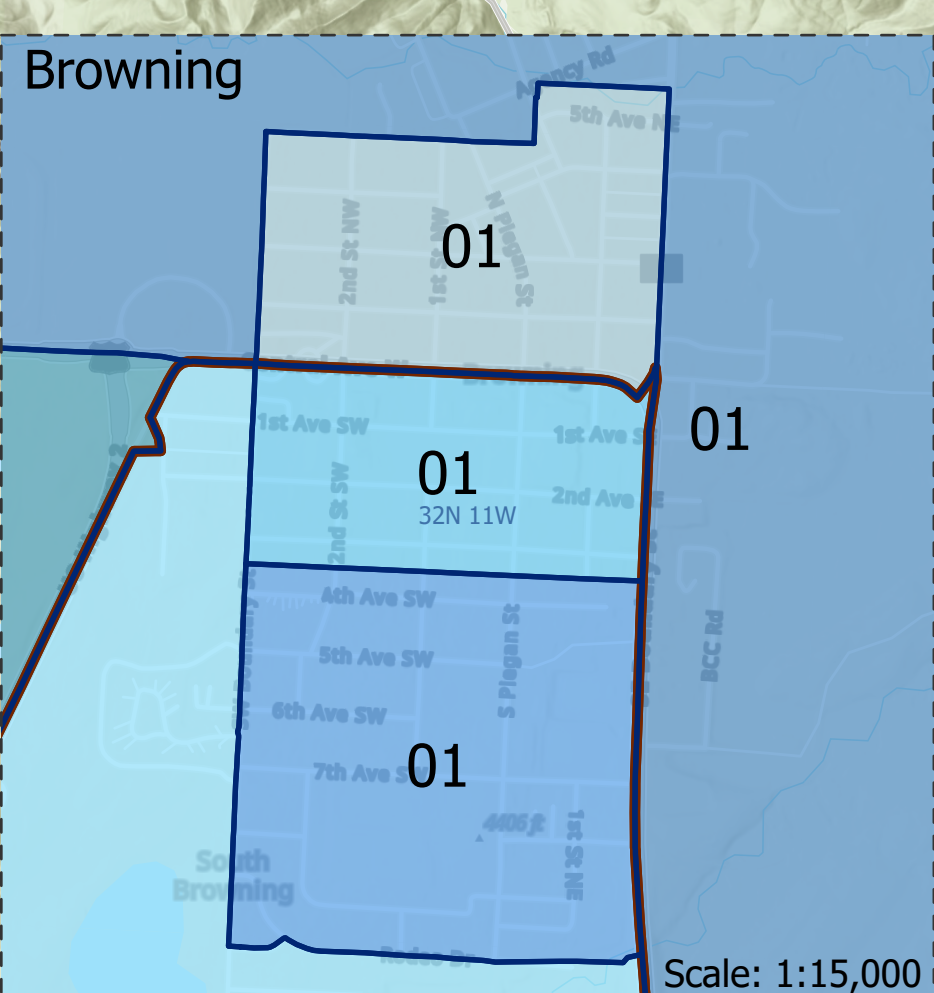 Browning
Agency Rd
5th Ave NE
2nd St NW
1st St NW
N Piegan St
01
Browning
1st Ave SW
1st Ave SE
01
01
2nd St SW
2nd Ave SE
32N 11W
4th Ave SW
S Piegan St
BCC Rd
5th Ave SW
6th Ave SW
7th Ave SW
01
4406 ft
1st St NE
South
Browning
Rodeo Dr
Scale: 1:15,000